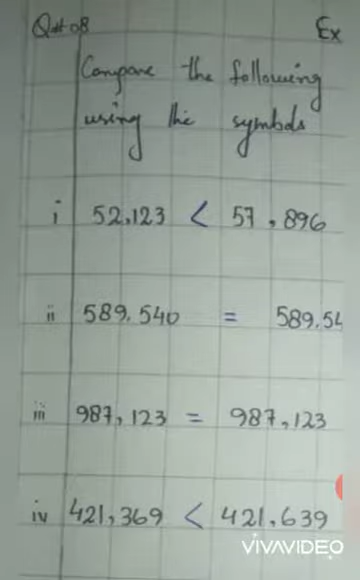 Q# 08 Ex
Compare the following
using the symbols
i 52,123 < 57,896
ii 589.540 = 589.54
iii 987,123 = 987,123
iv 421,369 < 421,639
VIVAVIDEO